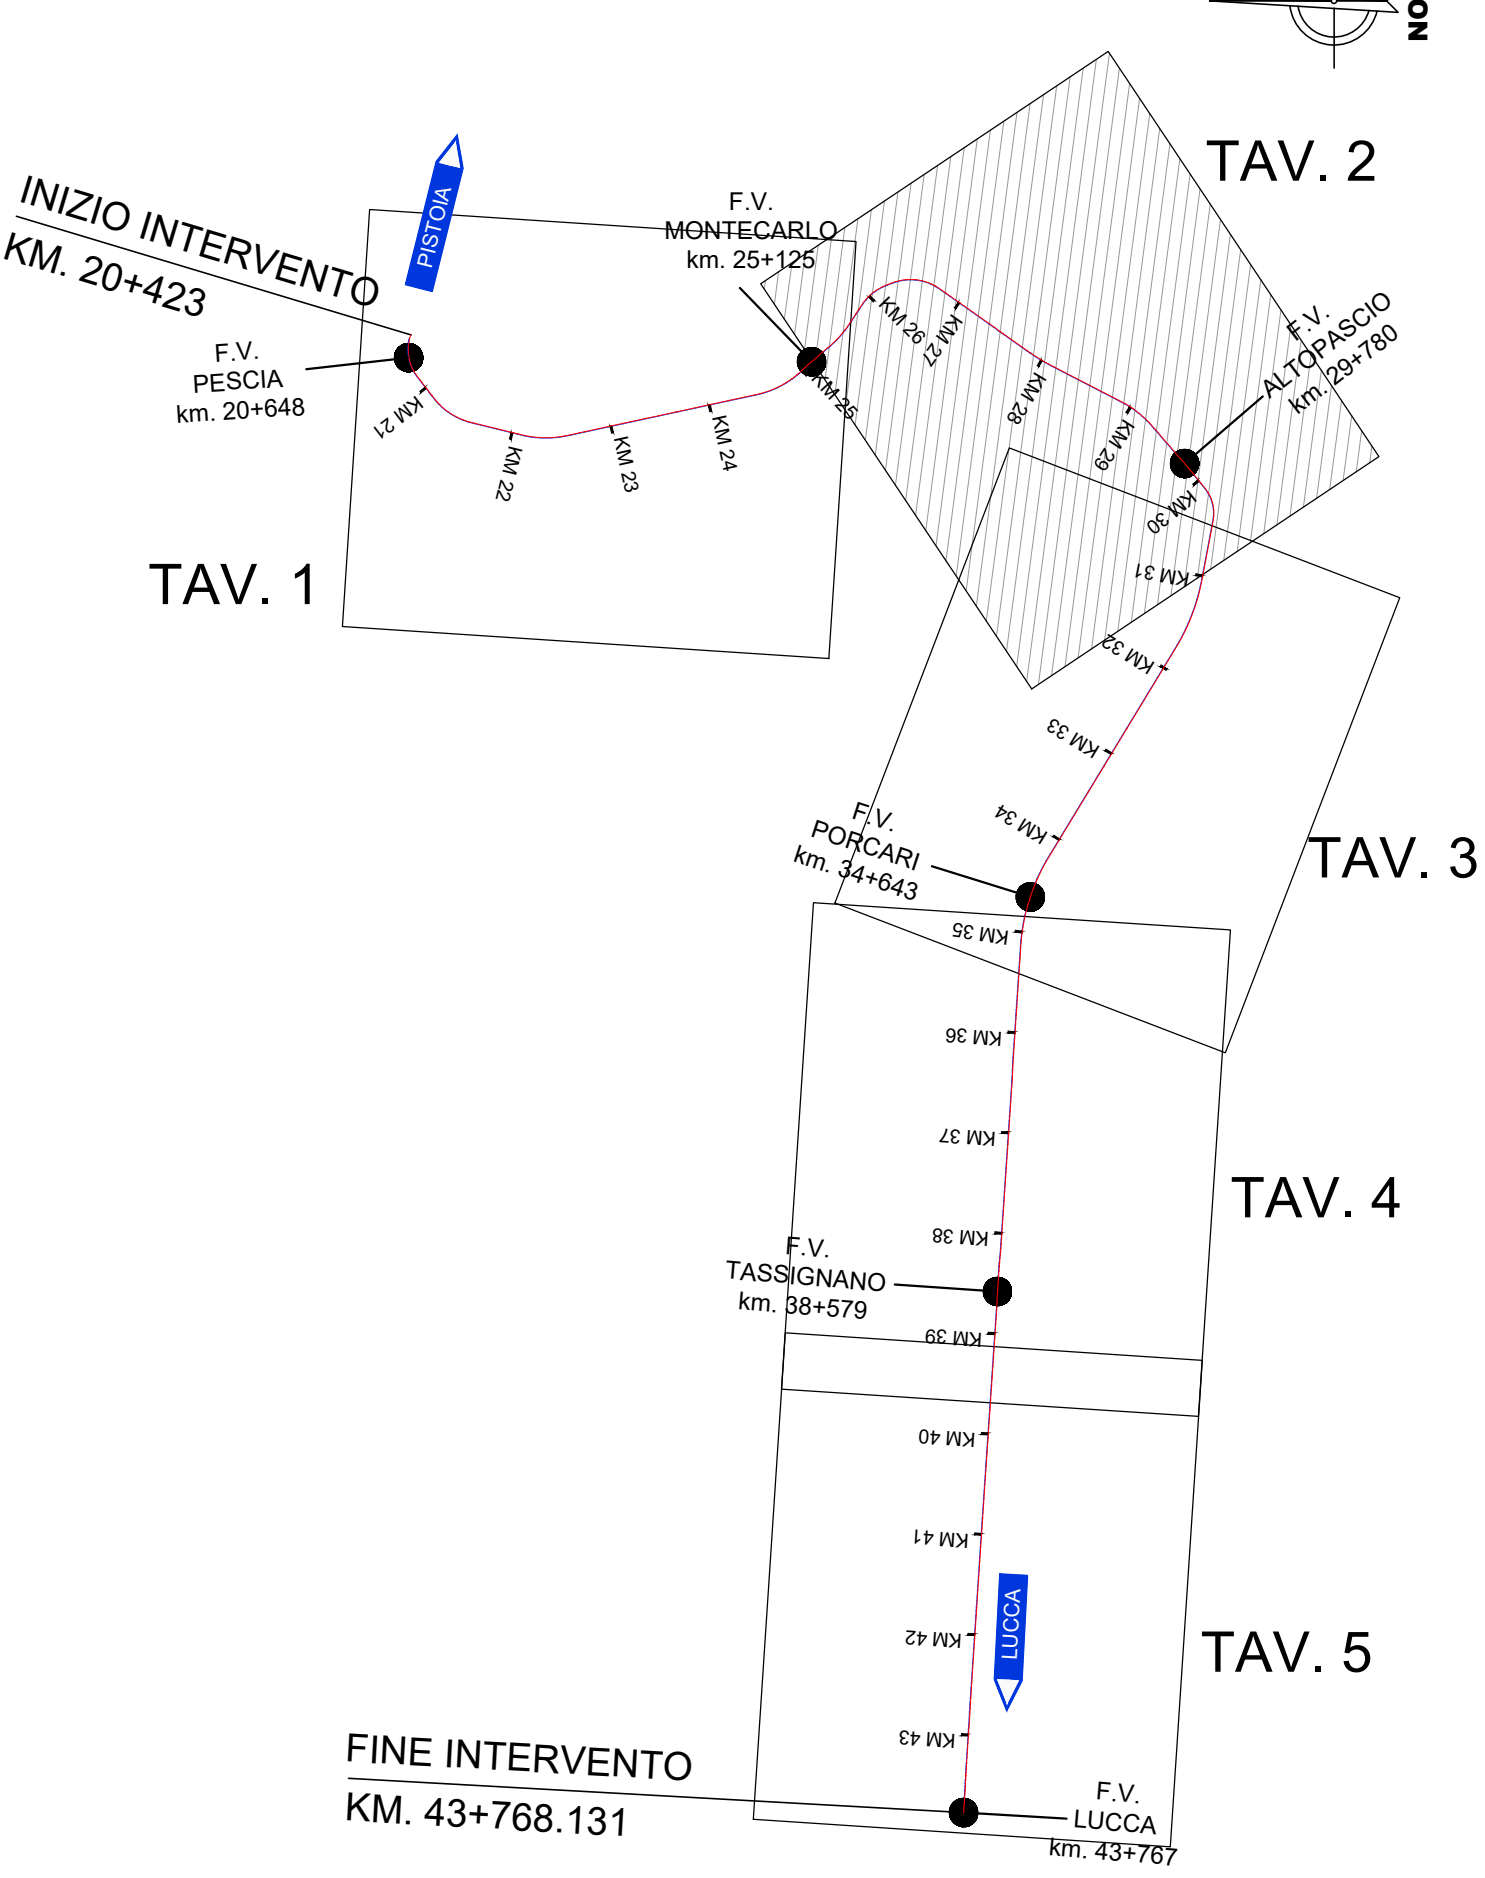 NO
TAV. 2
PISTOIA
INIZIO INTERVENTO
KM. 20+423
F.V.
MONTECARLO
km. 25+125
F.V.
PESCIA
km. 20+648
F.V.
ALTOPASCIO
km. 29+780
KM 21
KM 22
KM 23
KM 24
KM 25
KM 26
KM 27
KM 28
KM 29
KM 30
KM 31
TAV. 1
KM 32
KM 33
KM 34
F.V.
PORCARI
km. 34+643
TAV. 3
KM 35
KM 36
KM 37
KM 38
TAV. 4
F.V.
TASSIGNANO
km. 38+579
KM 39
KM 40
KM 41
LUCCA
KM 42
TAV. 5
KM 43
FINE INTERVENTO
KM. 43+768.131
F.V.
LUCCA
km. 43+767